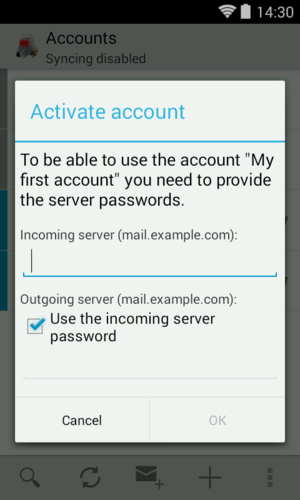 14:30
Accounts
Syncing disabled
Activate account
To be able to use the account "My
first account" you need to provide
the server passwords.
Incoming server (mail.example.com):
Outgoing server (mail.example.com):
Use the incoming server
password
Cancel
OK